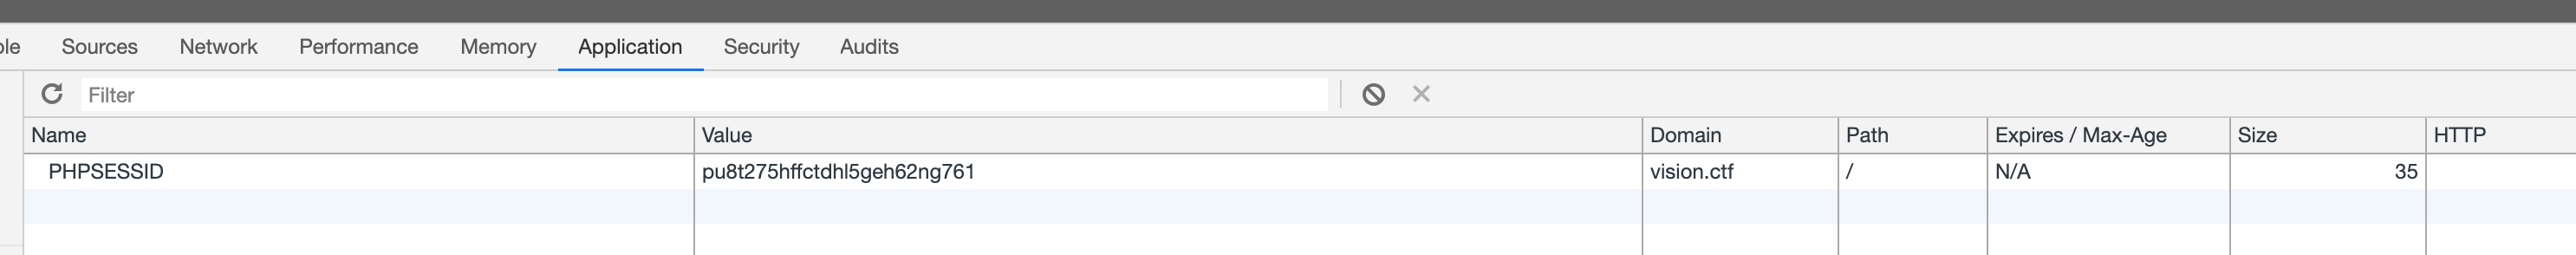 ole Sources Network Performance Memory Application Security Audits
Filter
Name Value Domain Path Expires / Max-Age Size HTTP
PHPSESSID pu8t275hffctdhl5geh62ng761 vision.ctf / N/A 35